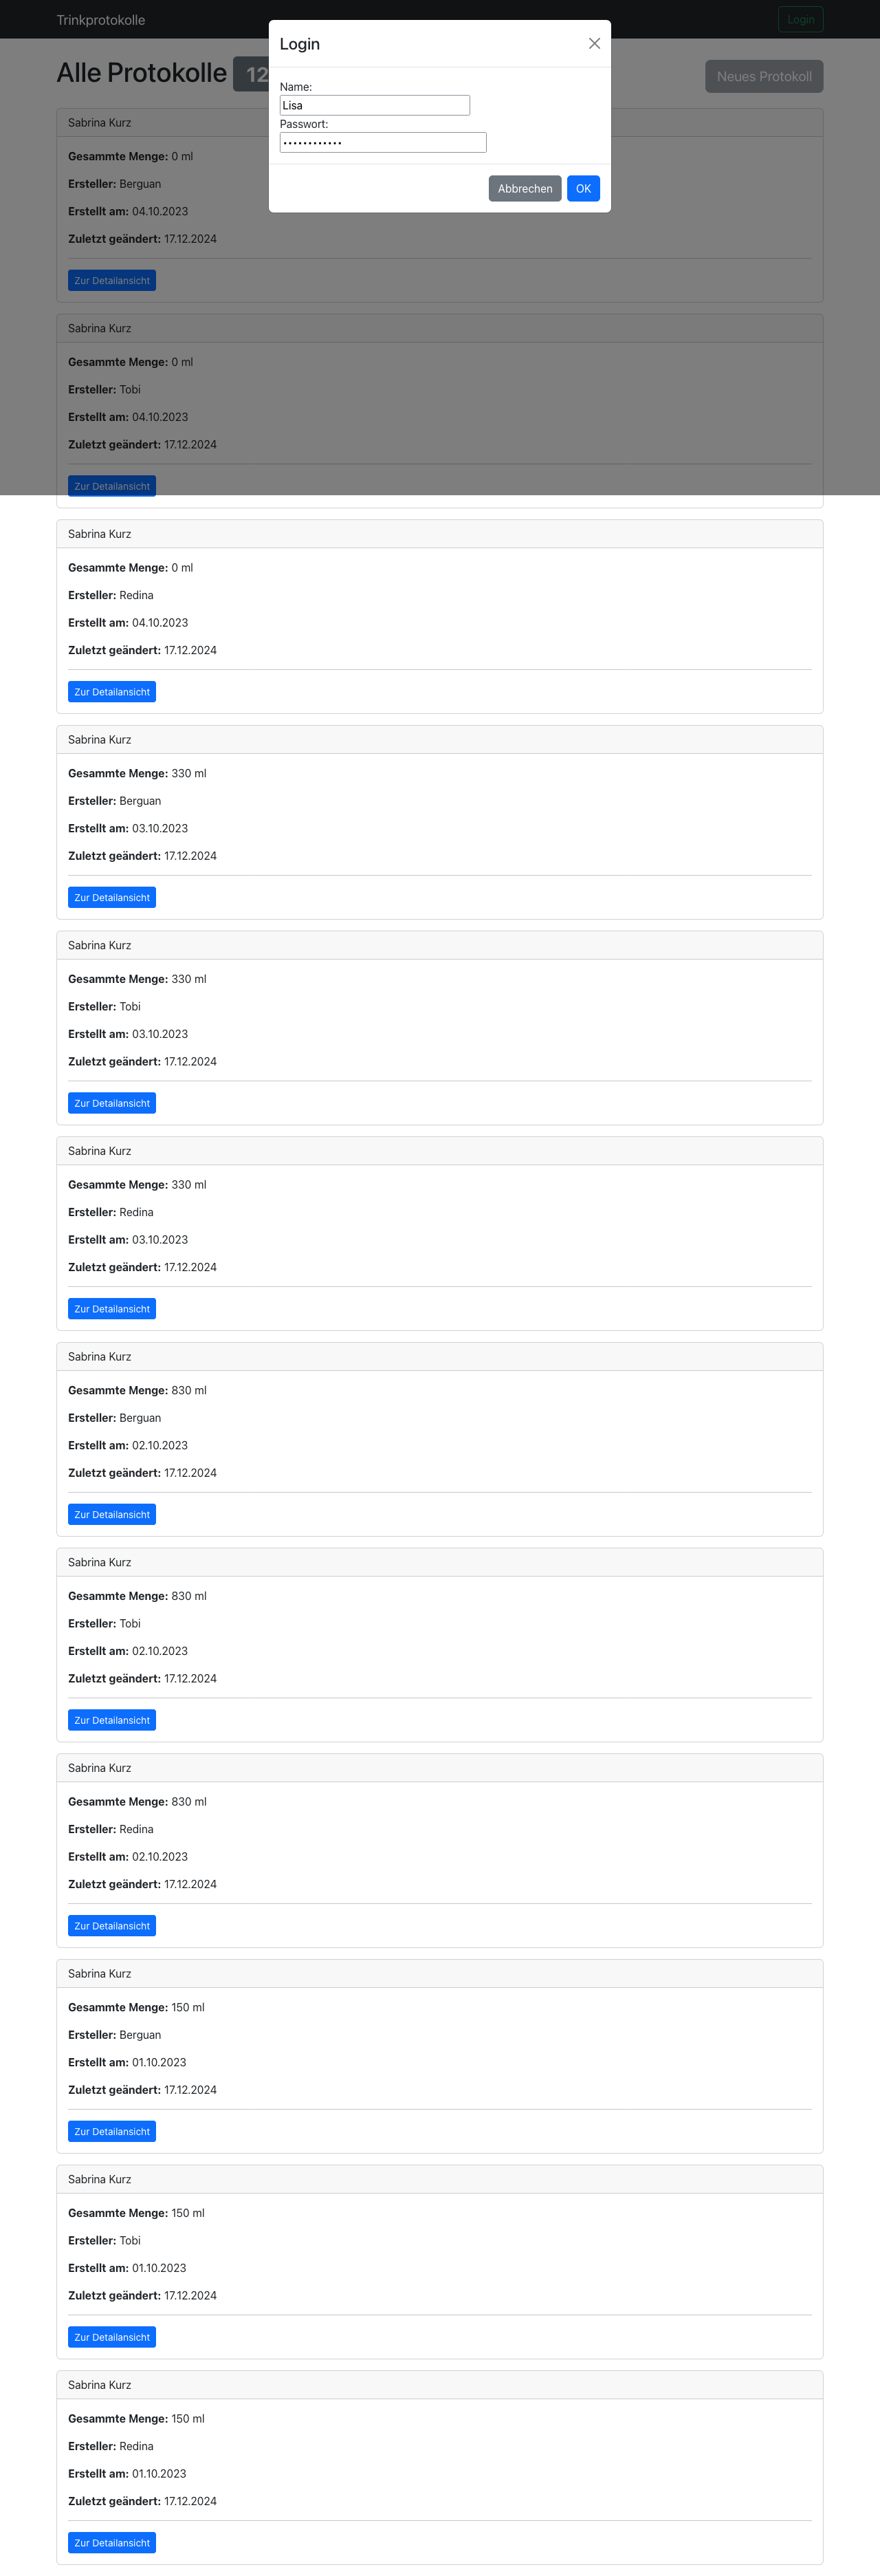 Trinkprotokolle
Login
Login
Alle Protokolle 12
Neues Protokoll
Name:
Lisa
Passwort:
••••••••••••
Abbrechen OK
Sabrina Kurz
Gesammte Menge: 0 ml
Ersteller: Berguan
Erstellt am: 04.10.2023
Zuletzt geändert: 17.12.2024
Zur Detailansicht
Sabrina Kurz
Gesammte Menge: 0 ml
Ersteller: Tobi
Erstellt am: 04.10.2023
Zuletzt geändert: 17.12.2024
Zur Detailansicht
Sabrina Kurz
Gesammte Menge: 0 ml
Ersteller: Redina
Erstellt am: 04.10.2023
Zuletzt geändert: 17.12.2024
Zur Detailansicht
Sabrina Kurz
Gesammte Menge: 330 ml
Ersteller: Berguan
Erstellt am: 03.10.2023
Zuletzt geändert: 17.12.2024
Zur Detailansicht
Sabrina Kurz
Gesammte Menge: 330 ml
Ersteller: Tobi
Erstellt am: 03.10.2023
Zuletzt geändert: 17.12.2024
Zur Detailansicht
Sabrina Kurz
Gesammte Menge: 330 ml
Ersteller: Redina
Erstellt am: 03.10.2023
Zuletzt geändert: 17.12.2024
Zur Detailansicht
Sabrina Kurz
Gesammte Menge: 830 ml
Ersteller: Berguan
Erstellt am: 02.10.2023
Zuletzt geändert: 17.12.2024
Zur Detailansicht
Sabrina Kurz
Gesammte Menge: 830 ml
Ersteller: Tobi
Erstellt am: 02.10.2023
Zuletzt geändert: 17.12.2024
Zur Detailansicht
Sabrina Kurz
Gesammte Menge: 830 ml
Ersteller: Redina
Erstellt am: 02.10.2023
Zuletzt geändert: 17.12.2024
Zur Detailansicht
Sabrina Kurz
Gesammte Menge: 150 ml
Ersteller: Berguan
Erstellt am: 01.10.2023
Zuletzt geändert: 17.12.2024
Zur Detailansicht
Sabrina Kurz
Gesammte Menge: 150 ml
Ersteller: Tobi
Erstellt am: 01.10.2023
Zuletzt geändert: 17.12.2024
Zur Detailansicht
Sabrina Kurz
Gesammte Menge: 150 ml
Ersteller: Redina
Erstellt am: 01.10.2023
Zuletzt geändert: 17.12.2024
Zur Detailansicht